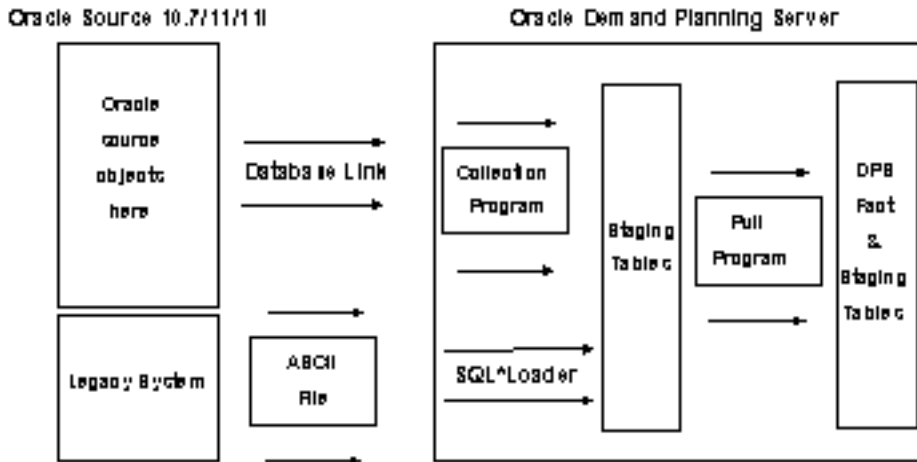 Oracle Source 10.7/11/11i
Oracle Demand Planning Server
Oracle
source
objects
here
Database Link
Collection
Program
Staging
Tables
Pull
Program
DPS
Fact
&
Staging
Tables
Legacy System
ASCII
File
SQL*Loader